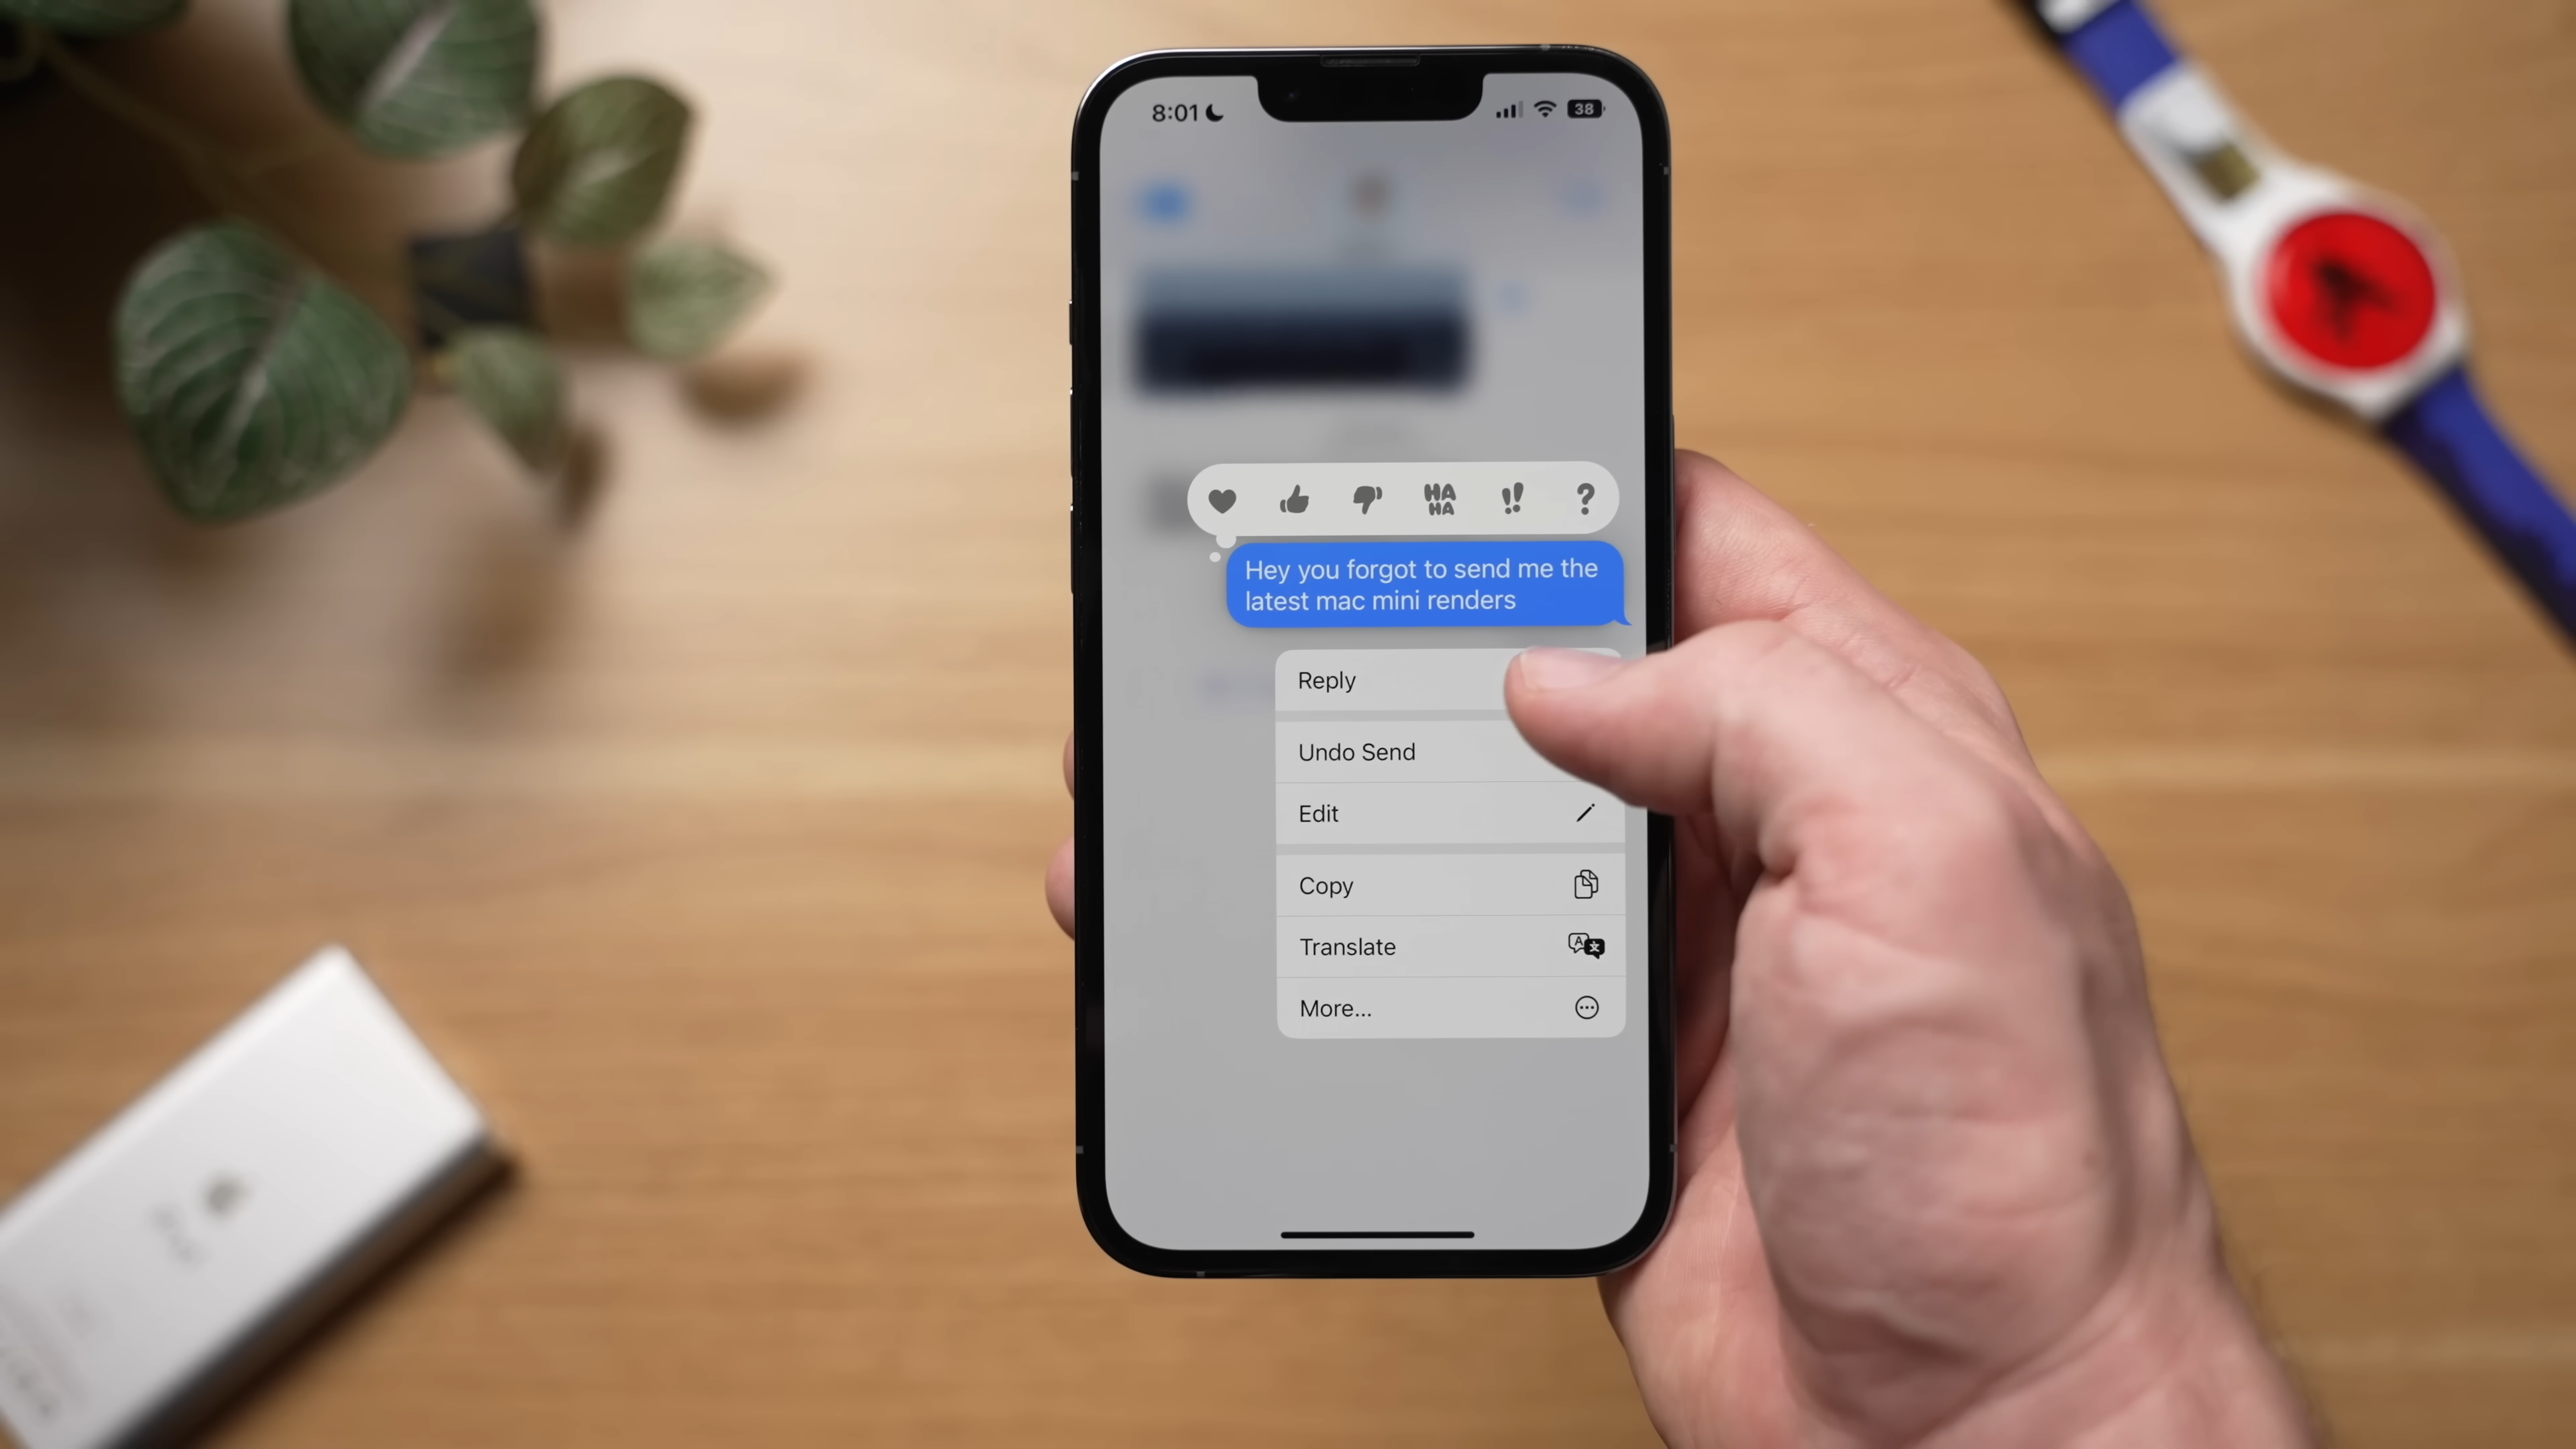 8:01
38
HA
HA
!!
?
Hey you forgot to send me the
latest mac mini renders
Reply
Undo Send
Edit
Copy
Translate
More...